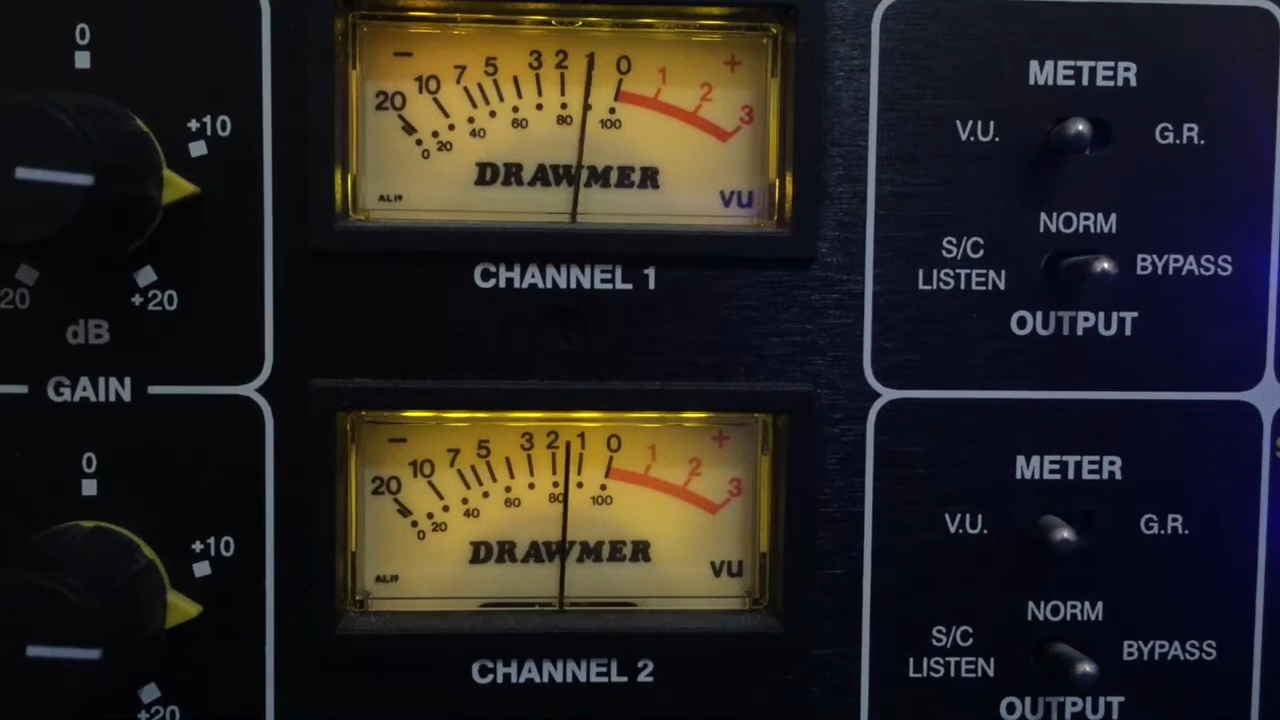 0
+10
20
+20
dB
GAIN
− 20 10 7 5 3 2 1 0 1 2 3 +
0 20 40 60 80 100
DRAWMER
AL19
vu
CHANNEL 1
METER
V.U.
G.R.
NORM
S/C
LISTEN
BYPASS
OUTPUT
0
+10
+20
− 20 10 7 5 3 2 1 0 1 2 3 +
0 20 40 60 80 100
DRAWMER
AL19
vu
CHANNEL 2
METER
V.U.
G.R.
NORM
S/C
LISTEN
BYPASS
OUTPUT